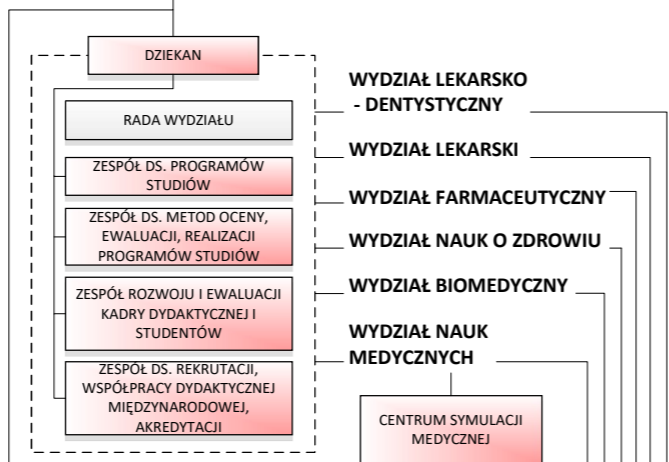 DZIEKAN
RADA WYDZIAŁU
ZESPÓŁ DS. PROGRAMÓW
STUDIÓW
ZESPÓŁ DS. METOD OCENY,
EWALUACJI, REALIZACJI
PROGRAMÓW STUDIÓW
ZESPÓŁ ROZWOJU I EWALUACJI
KADRY DYDAKTYCZNEJ I
STUDENTÓW
ZESPÓŁ DS. REKRUTACJI,
WSPÓŁPRACY DYDAKTYCZNEJ
MIĘDZYNARODOWEJ,
AKREDYTACJI
WYDZIAŁ LEKARSKO
- DENTYSTYCZNY
WYDZIAŁ LEKARSKI
WYDZIAŁ FARMACEUTYCZNY
WYDZIAŁ NAUK O ZDROWIU
WYDZIAŁ BIOMEDYCZNY
WYDZIAŁ NAUK
MEDYCZNYCH
CENTRUM SYMULACJI
MEDYCZNEJ